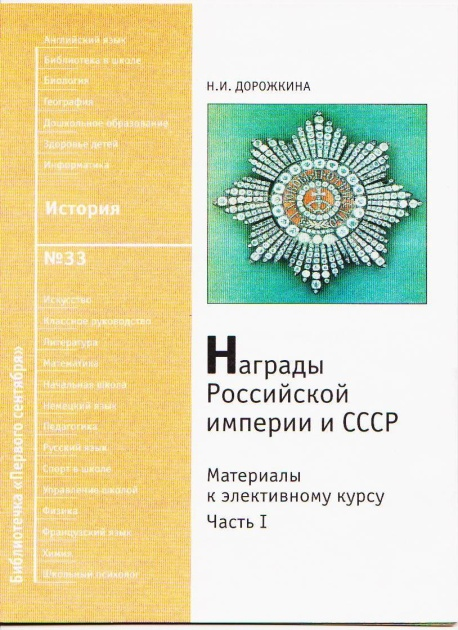 Английский язык
Библиотека в школе
Биология
География
Дошкольное образование
Здоровье детей
Информатика
История
№33
Искусство
Классное руководство
Литература
Математика
Начальная школа
Немецкий язык
Педагогика
Русский язык
Спорт в школе
Управление школой
Физика
Французский язык
Химия
Школьный психолог
Библиотечка «Первого сентября»
Н.И. ДОРОЖКИНА
Награды
Российской
империи и СССР
Материалы
к элективному курсу
Часть I